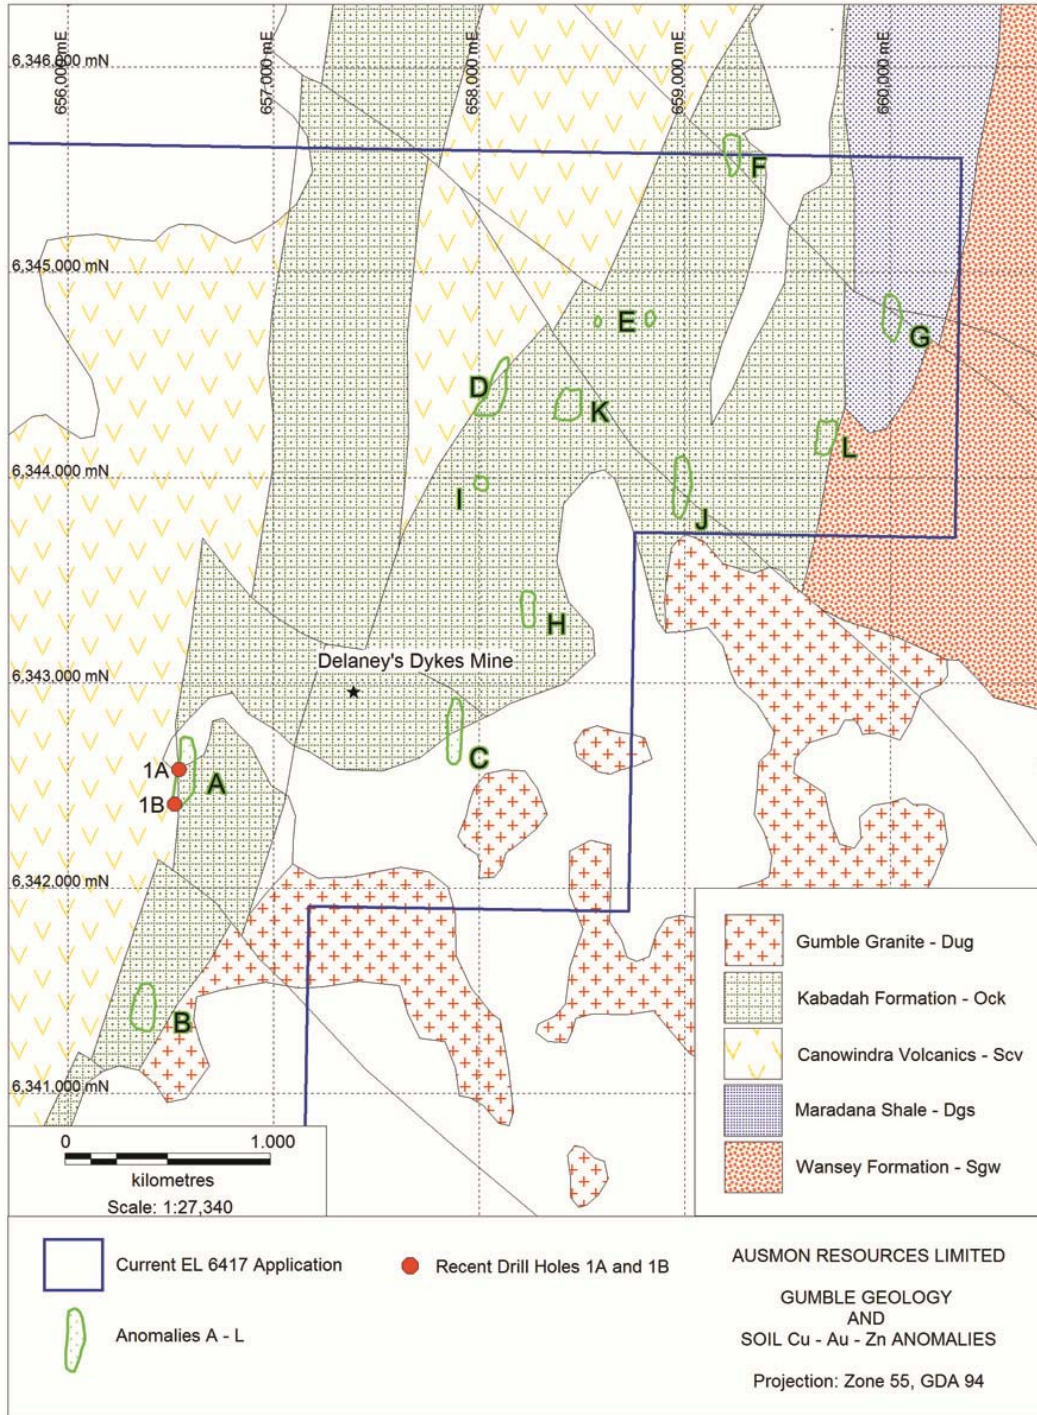 656,000 mE
657,000 mE
658,000 mE
659,000 mE
660,000 mE
6,346,000 mN
F
6,345,000 mN
E
G
D
K
L
6,344,000 mN
I
J
H
Delaney's Dykes Mine
6,343,000 mN
C
1A
A
1B
6,342,000 mN
B
6,341,000 mN
0 1.000
kilometres
Scale: 1:27,340
Gumble Granite - Dug
Kabadah Formation - Ock
Canowindra Volcanics - Scv
Maradana Shale - Dgs
Wansey Formation - Sgw
Current EL 6417 Application
Recent Drill Holes 1A and 1B
Anomalies A - L
AUSMON RESOURCES LIMITED
GUMBLE GEOLOGY
AND
SOIL Cu - Au - Zn ANOMALIES
Projection: Zone 55, GDA 94